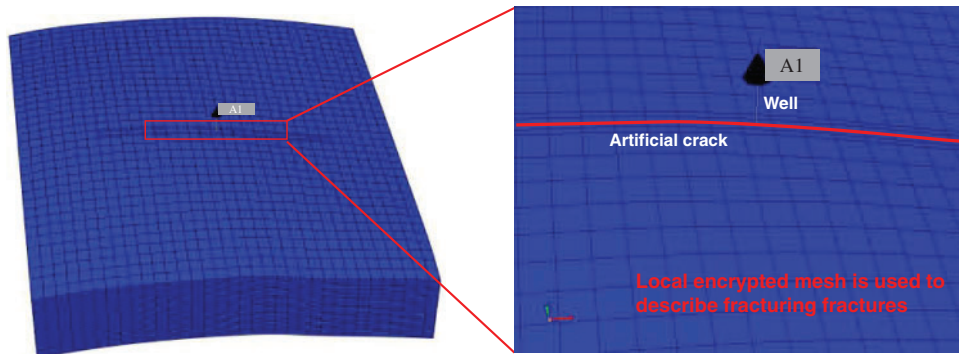 A1
A1
Well
Artificial crack
Local encrypted mesh is used to
describe fracturing fractures